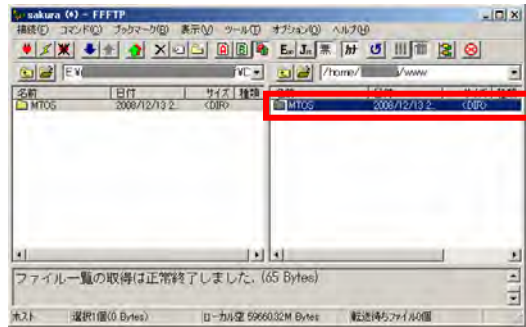 sakura (*) - FFFTP
接続(F) コマンド(C) ブックマーク(B) 表示(V) ツール(T) オプション(O) ヘルプ(H)
E:¥ /home/ /www
名前 日付 サイズ 種類
MTOS 2008/12/13 2 <DIR> MTOS 2008/12/13 2.. <DIR>
ファイル一覧の取得は正常終了しました. (65 Bytes)
ホスト 選択1個(0 Bytes) ローカル空 59660.32M Bytes 転送待ちファイル0個